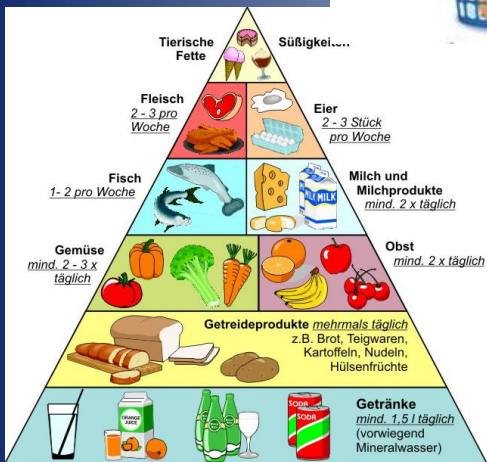 Tierische
Fette
Süßigkeiten
Fleisch
2 - 3 pro
Woche
Eier
2 - 3 Stück
pro Woche
Fisch
1- 2 pro Woche
Milch und
Milchprodukte
mind. 2 x täglich
MILK
MILK
Gemüse
mind. 2 - 3 x
täglich
Obst
mind. 2 x täglich
Getreideprodukte mehrmals täglich
z.B. Brot, Teigwaren,
Kartoffeln, Nudeln,
Hülsenfrüchte
ORANGE
JUICE
SODA
SODA
Getränke
mind. 1,5 l täglich
(vorwiegend
Mineralwasser)